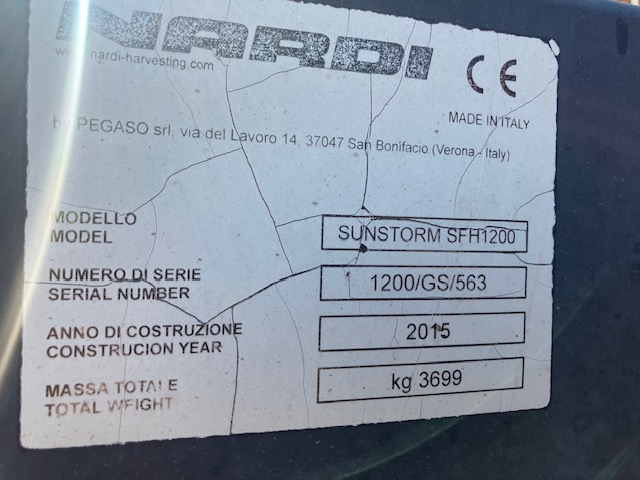 NARDI
www.nardi-harvesting.com
CE
MADE IN ITALY
by PEGASO srl, via del Lavoro 14, 37047 San Bonifacio (Verona - Italy)
MODELLO
MODEL
SUNSTORM SFH1200
NUMERO DI SERIE
SERIAL NUMBER
1200/GS/563
ANNO DI COSTRUZIONE
CONSTRUCION YEAR
2015
MASSA TOTALE
TOTAL WEIGHT
kg 3699